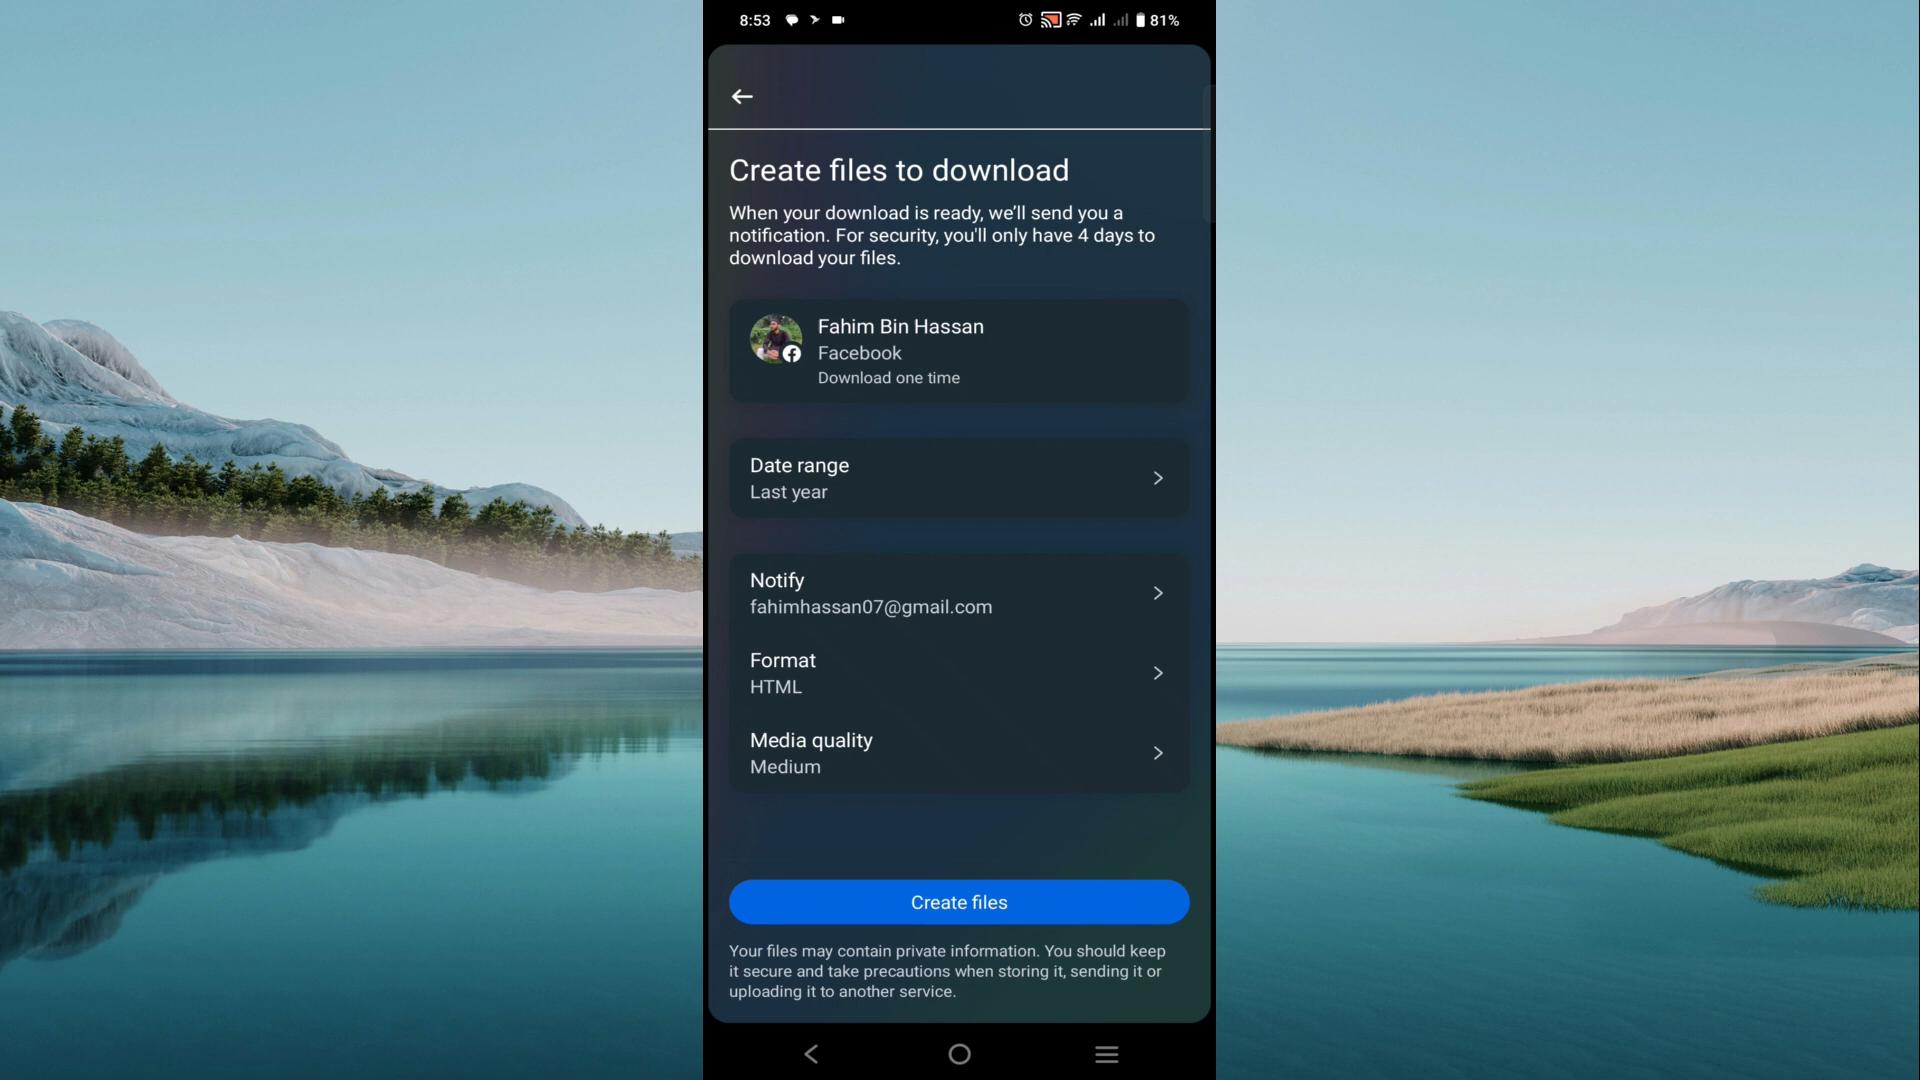 8:53
81%
Create files to download
When your download is ready, we’ll send you a
notification. For security, you'll only have 4 days to
download your files.
Fahim Bin Hassan
Facebook
Download one time
Date range
Last year
Notify
fahimhassan07@gmail.com
Format
HTML
Media quality
Medium
Create files
Your files may contain private information. You should keep
it secure and take precautions when storing it, sending it or
uploading it to another service.